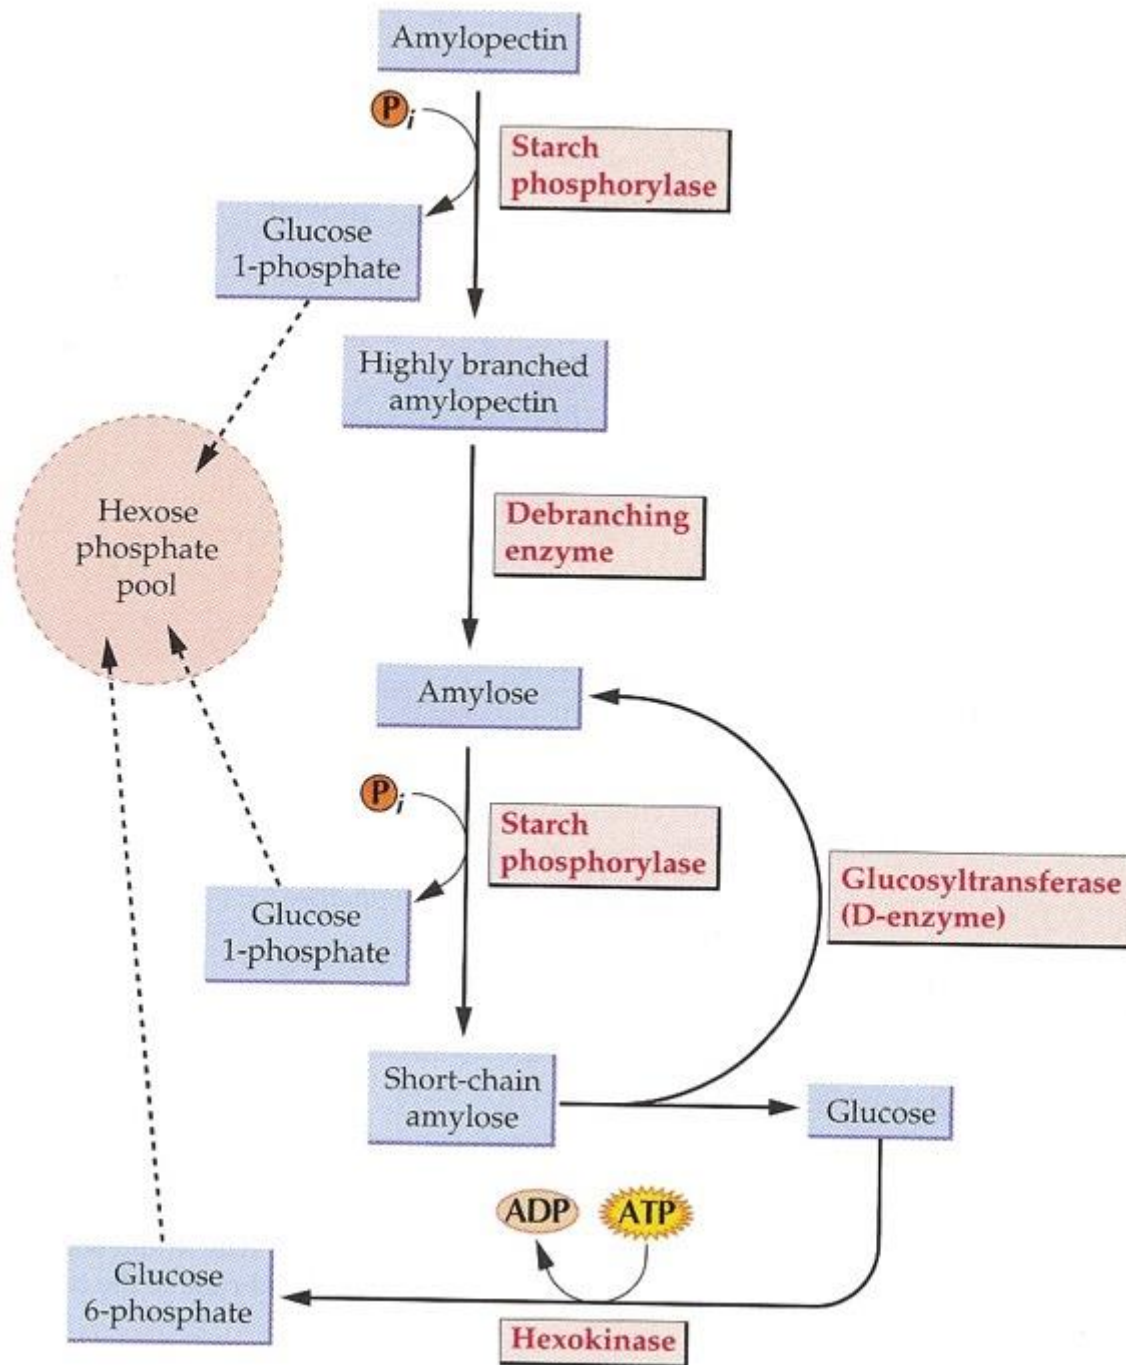 Amylopectin
Pi
Starch
phosphorylase
Glucose
1-phosphate
Highly branched
amylopectin
Hexose
phosphate
pool
Debranching
enzyme
Amylose
Pi
Starch
phosphorylase
Glucosyltransferase
(D-enzyme)
Glucose
1-phosphate
Short-chain
amylose
Glucose
ADP
ATP
Glucose
6-phosphate
Hexokinase